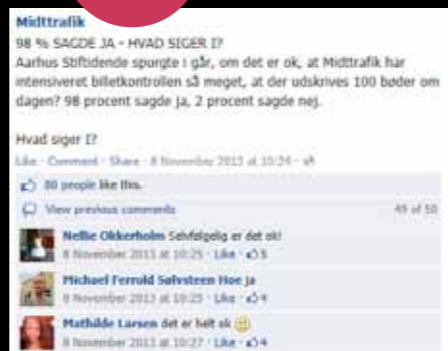 Midttrafik
98 % SAGDE JA - HVAD SIGER I?
Aarhus Stiftidende spurgte i går, om det er ok, at Midttrafik har
intensiveret billetkontrollen så meget, at der udskrives 100 bøder om
dagen? 98 procent sagde ja, 2 procent sagde nej.
Hvad siger I?
Like · Comment · Share · 8 November 2013 at 10:24 ·
80 people like this.
View previous comments 49 of 50
Nellie Okkerholm Selvfølgelig er det ok!
8 November 2013 at 10:25 · Like · 5
Michael Ferrold Sølvsteen Hoe ja
8 November 2013 at 10:25 · Like · 4
Mathilde Larsen det er helt ok
8 November 2013 at 10:27 · Like · 4